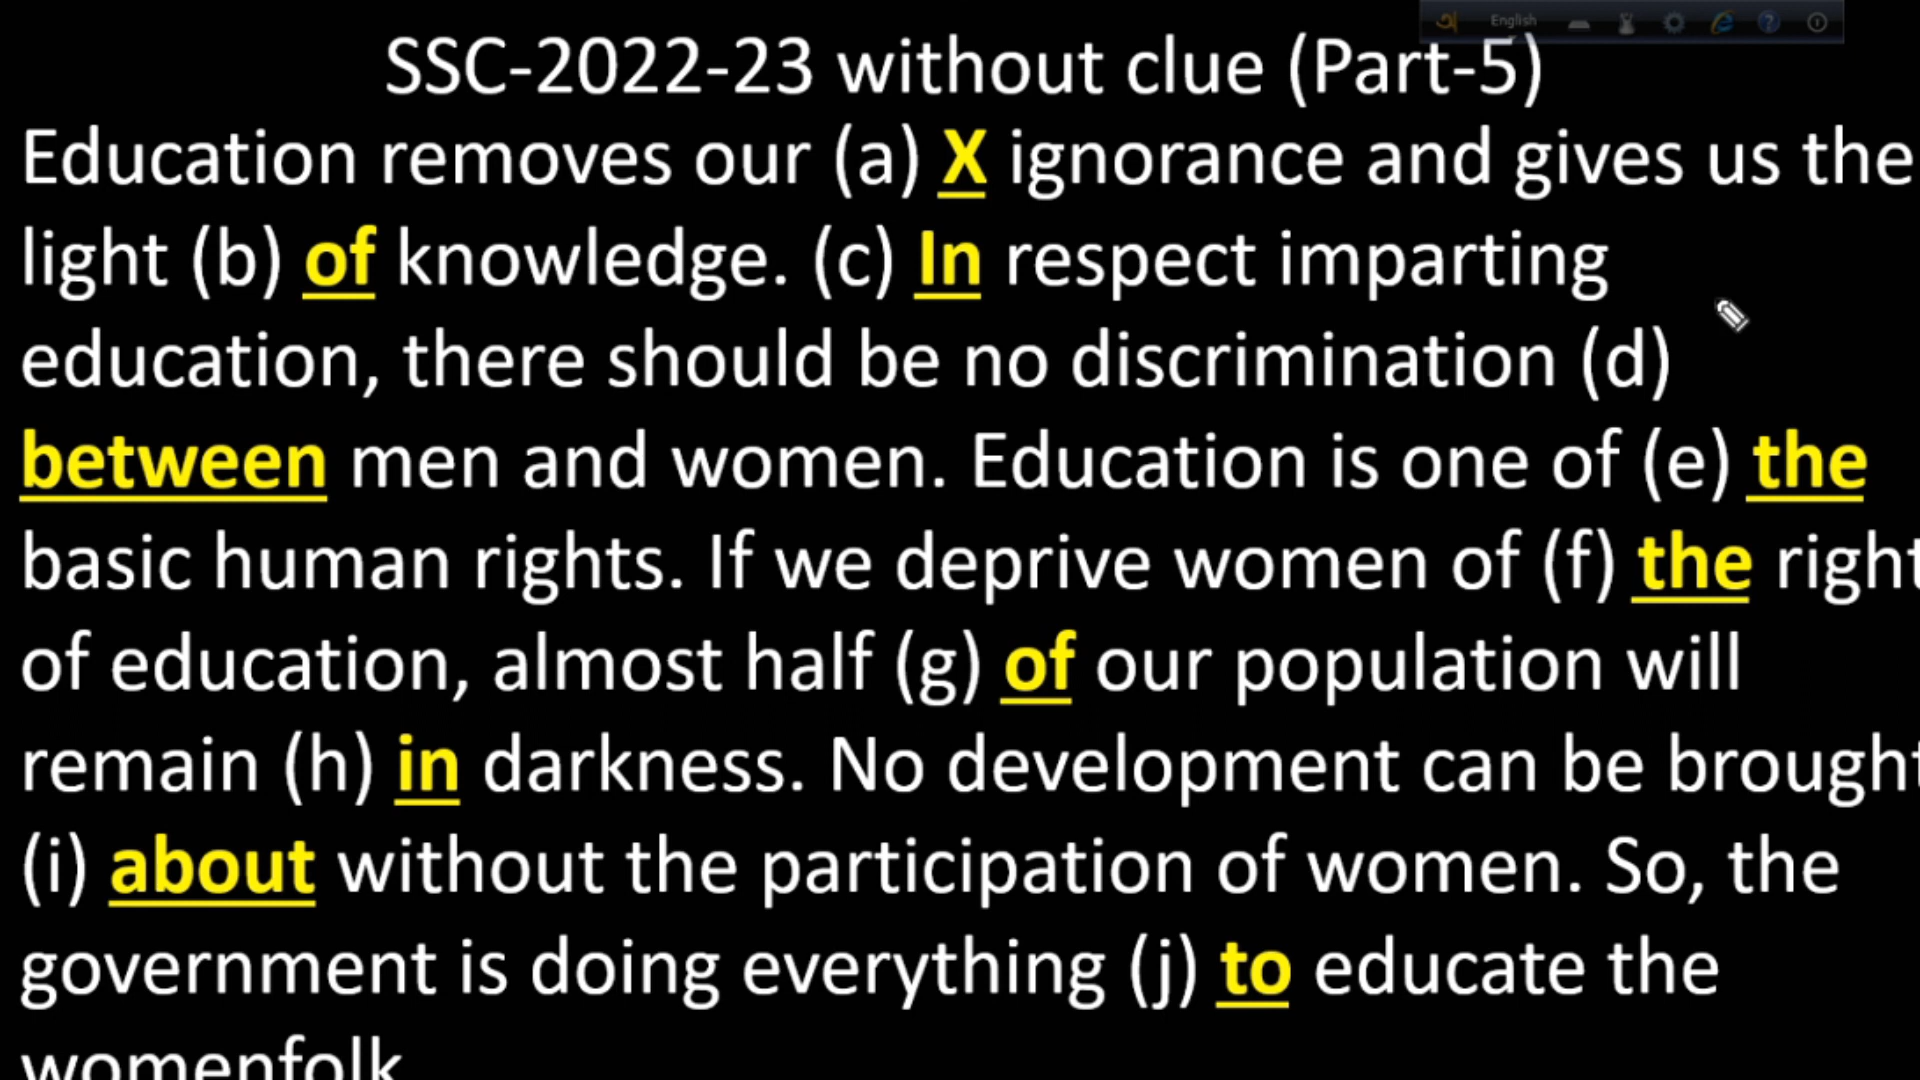 English
SSC-2022-23 without clue (Part-5)
Education removes our (a) X ignorance and gives us the
light (b) of knowledge. (c) In respect imparting
education, there should be no discrimination (d)
between men and women. Education is one of (e) the
basic human rights. If we deprive women of (f) the right
of education, almost half (g) of our population will
remain (h) in darkness. No development can be brought
(i) about without the participation of women. So, the
government is doing everything (j) to educate the
womenfolk